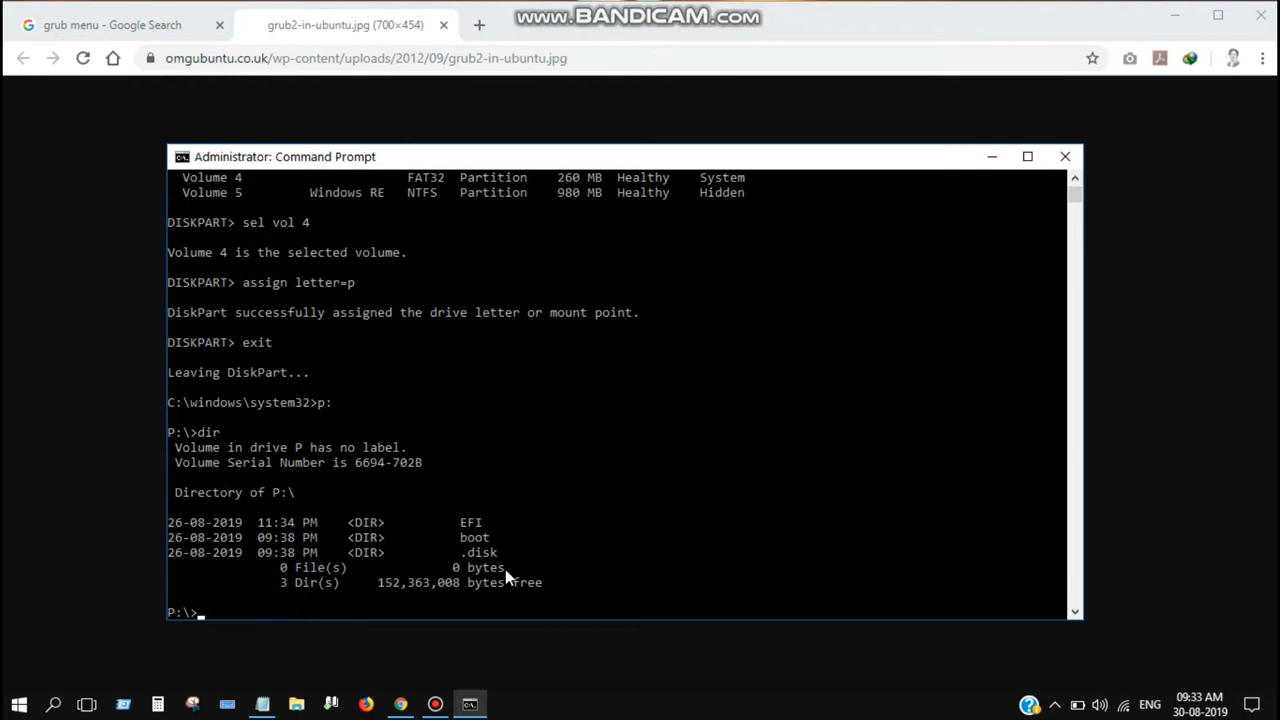 www.BANDICAM.com
grub menu - Google Search
grub2-in-ubuntu.jpg (700×454)
omgubuntu.co.uk/wp-content/uploads/2012/09/grub2-in-ubuntu.jpg
Administrator: Command Prompt
Volume 4 FAT32 Partition 260 MB Healthy System
Volume 5 Windows RE NTFS Partition 980 MB Healthy Hidden
DISKPART> sel vol 4
Volume 4 is the selected volume.
DISKPART> assign letter=p
DiskPart successfully assigned the drive letter or mount point.
DISKPART> exit
Leaving DiskPart...
C:\windows\system32>p:
P:\>dir
Volume in drive P has no label.
Volume Serial Number is 6694-702B
Directory of P:\
26-08-2019 11:34 PM <DIR> EFI
26-08-2019 09:38 PM <DIR> boot
26-08-2019 09:38 PM <DIR> .disk
0 File(s) 0 bytes
3 Dir(s) 152,363,008 bytes free
P:\>
ENG
09:33 AM
30-08-2019